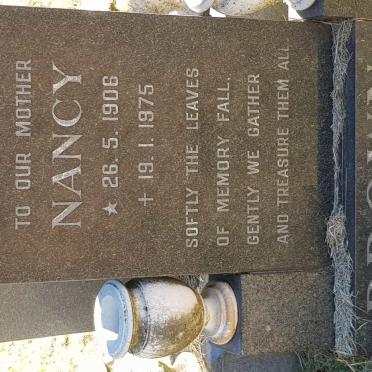 TO OUR MOTHER
NANCY
★ 26. 5. 1906
+ 19. 1. 1975
SOFTLY THE LEAVES
OF MEMORY FALL,
GENTLY WE GATHER
AND TREASURE THEM ALL